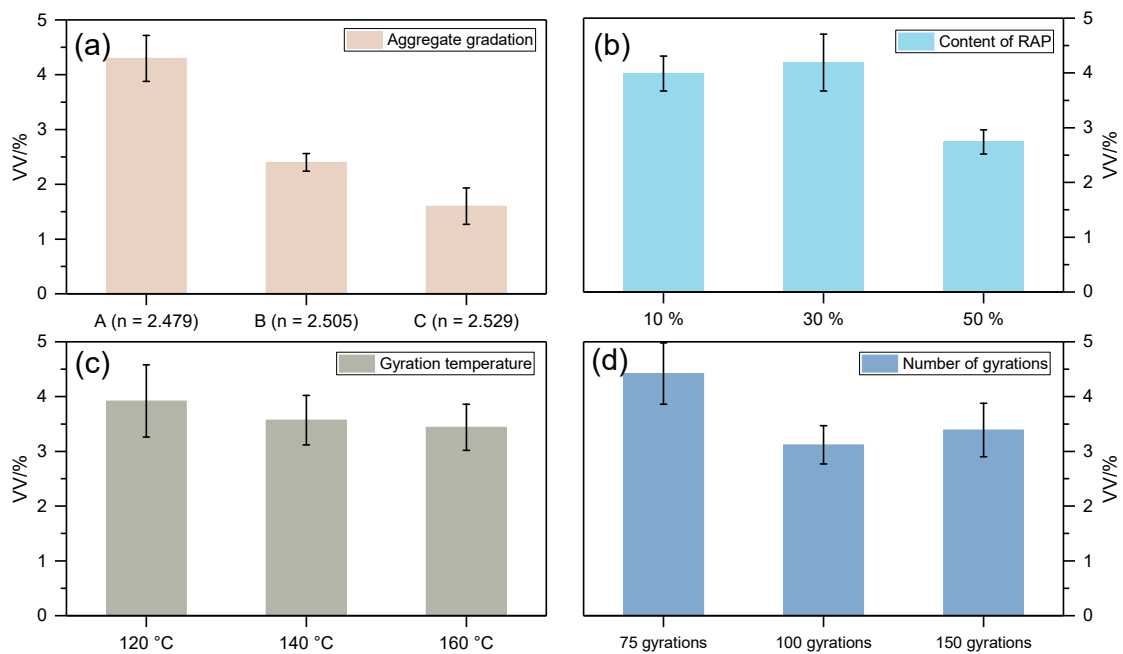 (a)
Aggregate gradation
VV/%
5
4
3
2
1
0
A (n = 2.479)
B (n = 2.505)
C (n = 2.529)
(b)
Content of RAP
5
4
3
2
1
0
VV/%
10 %
30 %
50 %
(c)
Gyration temperature
VV/%
5
4
3
2
1
0
120 °C
140 °C
160 °C
(d)
Number of gyrations
5
4
3
2
1
0
VV/%
75 gyrations
100 gyrations
150 gyrations